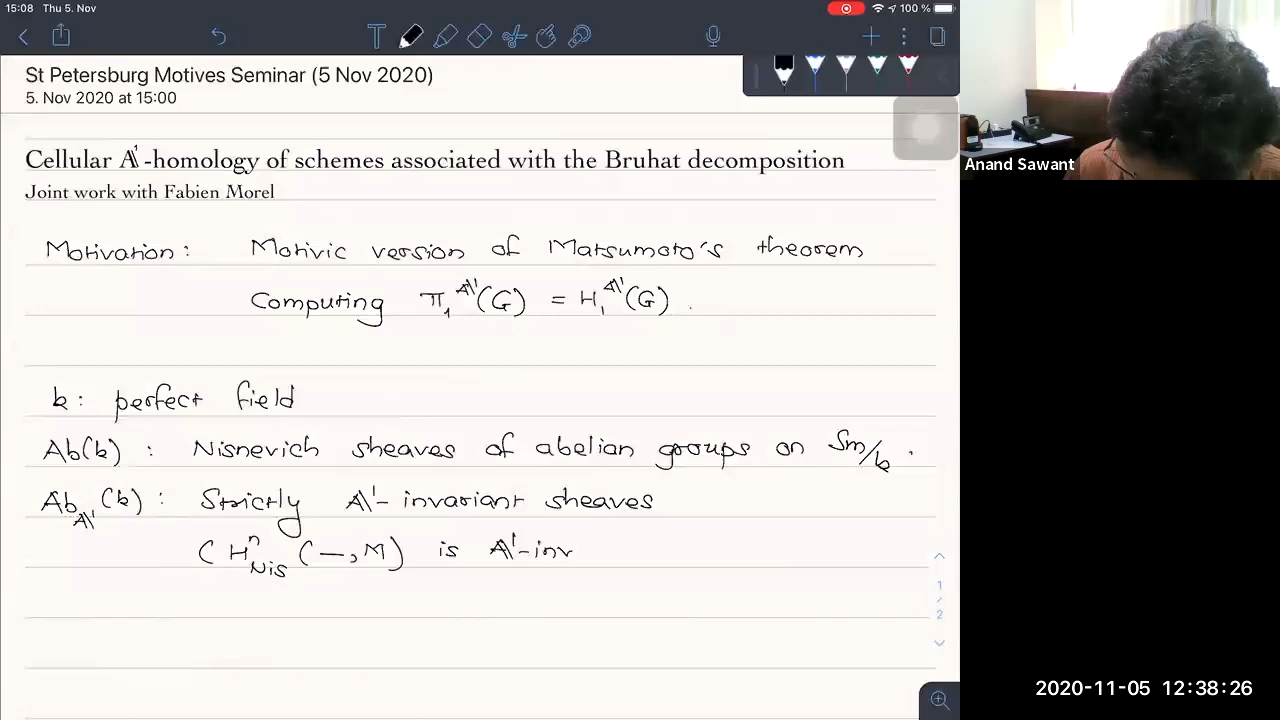 15:08 Thu 5. Nov
100 %
St Petersburg Motives Seminar (5 Nov 2020)
5. Nov 2020 at 15:00
Cellular 𝔸¹-homology of schemes associated with the Bruhat decomposition
Joint work with Fabien Morel
Motivation: Motivic version of Matsumoto's theorem
Computing π₁^𝔸¹(G) = H₁^𝔸¹(G).
k: perfect field
Ab(k): Nisnevich sheaves of abelian groups on Sm/k.
Ab_𝔸¹(k): Strictly 𝔸¹-invariant sheaves
(H^n_Nis(—, M) is 𝔸¹-inv
1
2
Anand Sawant
2020-11-05 12:38:26